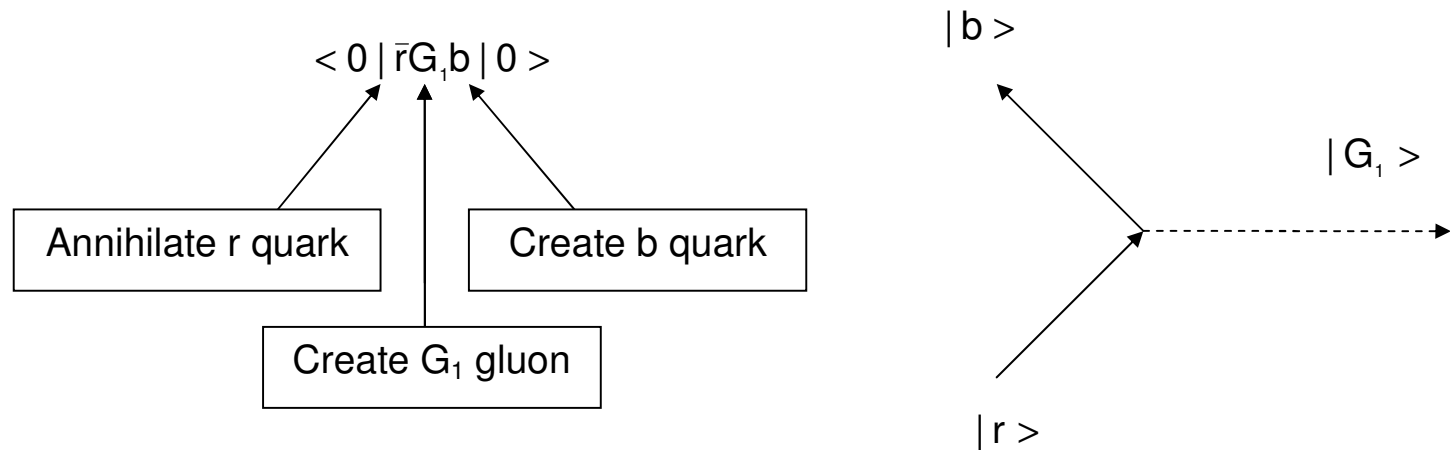 < 0 | r̄G₁b | 0 >
Annihilate r quark
Create b quark
Create G₁ gluon
| b >
| G₁ >
| r >